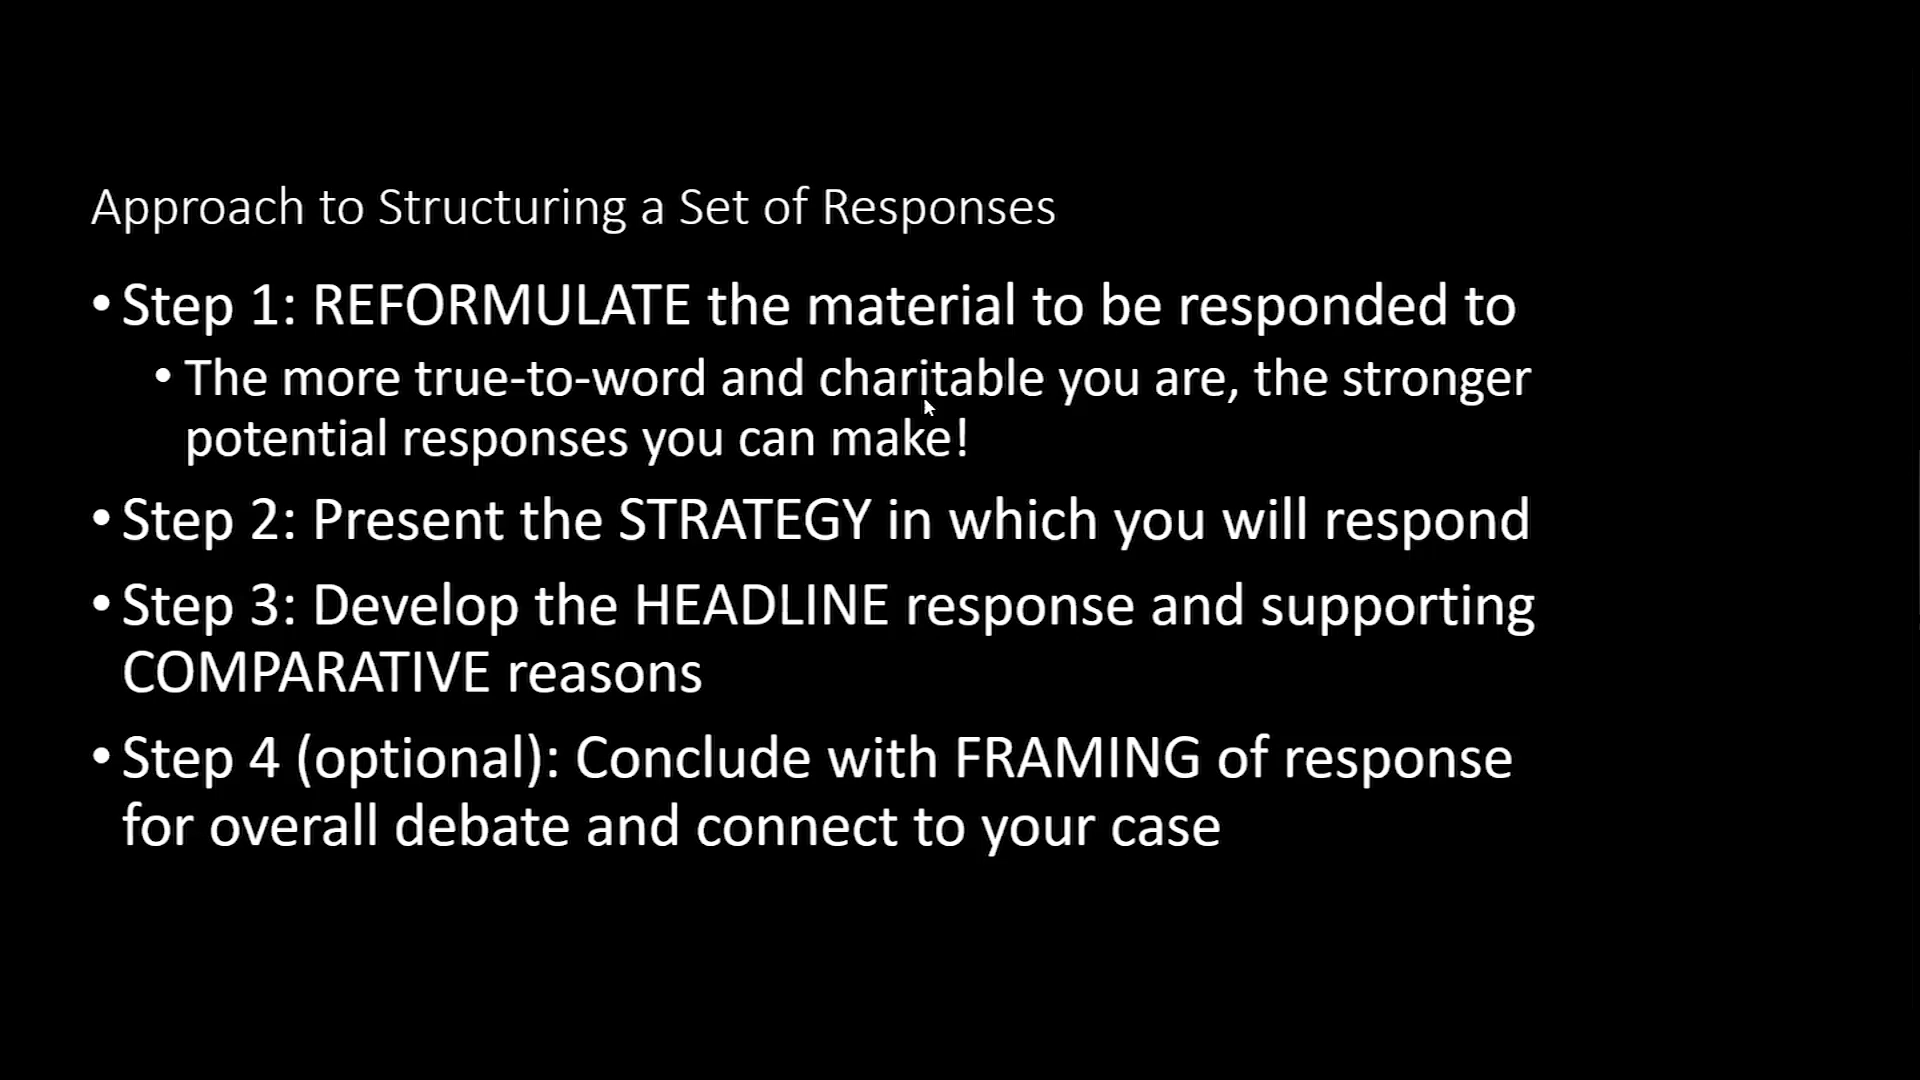 Approach to Structuring a Set of Responses
• Step 1: REFORMULATE the material to be responded to
• The more true-to-word and charitable you are, the stronger
potential responses you can make!
• Step 2: Present the STRATEGY in which you will respond
• Step 3: Develop the HEADLINE response and supporting
COMPARATIVE reasons
• Step 4 (optional): Conclude with FRAMING of response
for overall debate and connect to your case